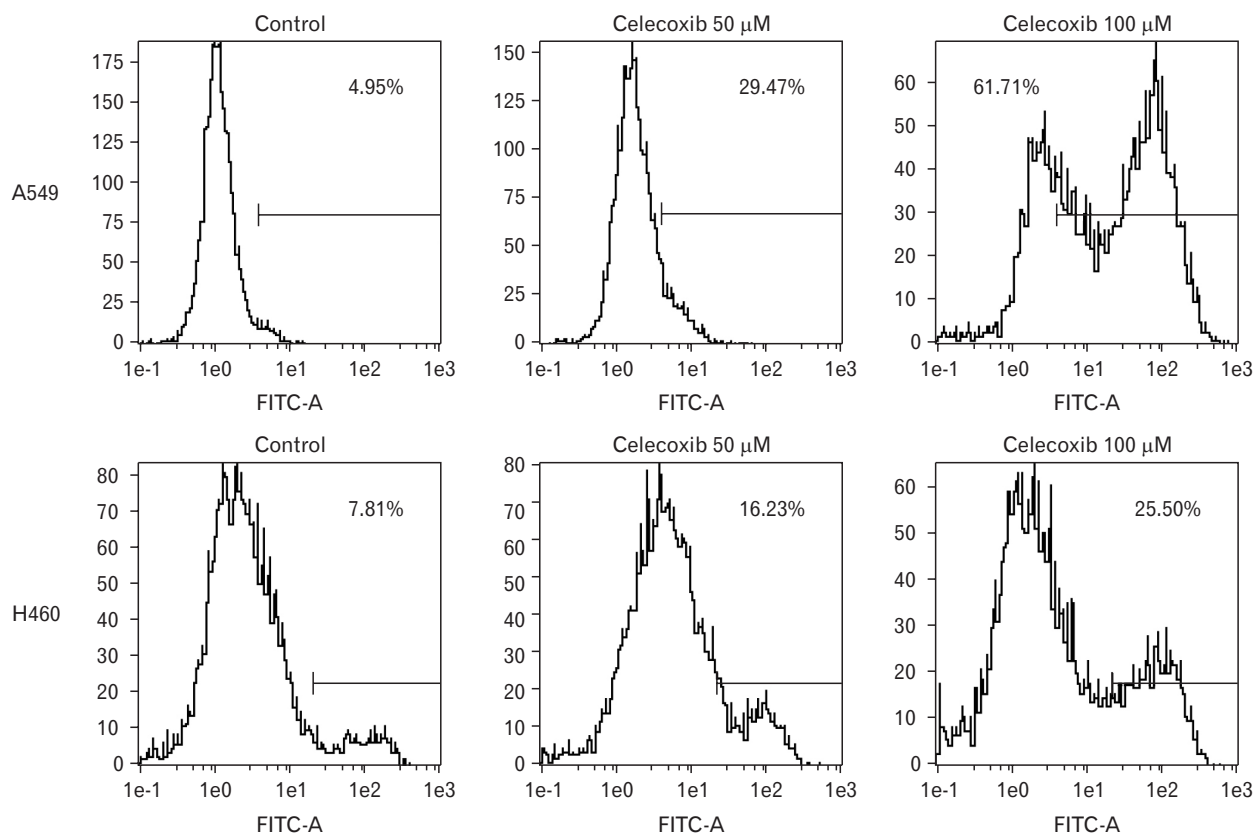 Control
Celecoxib 50 μM
Celecoxib 100 μM
A549
4.95%
175
150
125
100
75
50
25
0
1e-1 1e0 1e1 1e2 1e3
FITC-A
29.47%
150
125
100
75
50
25
0
1e-1 1e0 1e1 1e2 1e3
FITC-A
61.71%
60
50
40
30
20
10
0
1e-1 1e0 1e1 1e2 1e3
FITC-A
Control
Celecoxib 50 μM
Celecoxib 100 μM
H460
7.81%
80
70
60
50
40
30
20
10
0
1e-1 1e0 1e1 1e2 1e3
FITC-A
16.23%
80
70
60
50
40
30
20
10
0
1e-1 1e0 1e1 1e2 1e3
FITC-A
25.50%
60
50
40
30
20
10
0
1e-1 1e0 1e1 1e2 1e3
FITC-A